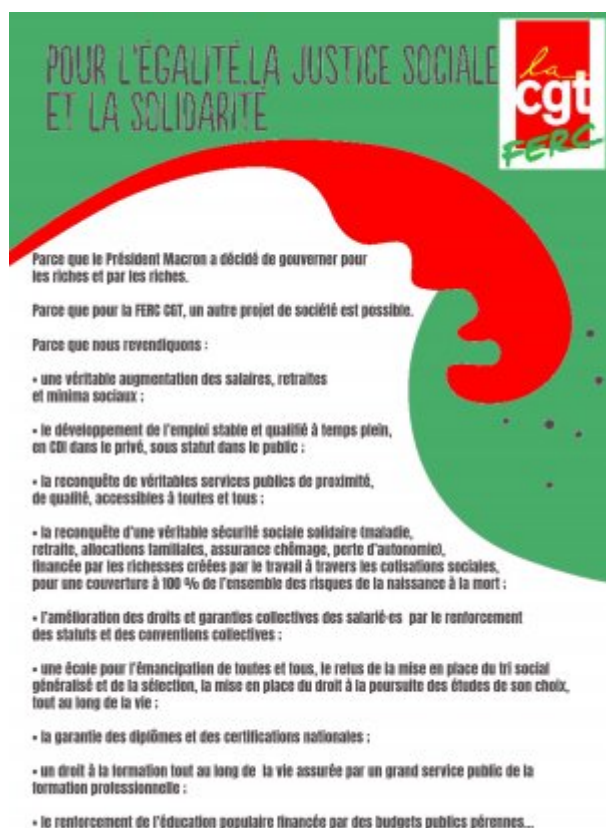 POUR L'ÉGALITÉ.LA JUSTICE SOCIALE
ET LA SOLIDARITÉ
la
cgt
FERC
Parce que le Président Macron a décidé de gouverner pour
les riches et par les riches.
Parce que pour la FERC CGT, un autre projet de société est possible.
Parce que nous revendiquons :
• une véritable augmentation des salaires, retraites
et minima sociaux ;
• le développement de l'emploi stable et qualifié à temps plein,
en CDI dans le privé, sous statut dans le public ;
• la reconquête de véritables services publics de proximité,
de qualité, accessibles à toutes et tous ;
• la reconquête d'une véritable sécurité sociale solidaire (maladie,
retraite, allocations familiales, assurance chômage, perte d'autonomie),
financée par les richesses créées par le travail à travers les cotisations sociales,
pour une couverture à 100 % de l'ensemble des risques de la naissance à la mort ;
• l'amélioration des droits et garanties collectives des salarié·es par le renforcement
des statuts et des conventions collectives ;
• une école pour l'émancipation de toutes et tous, le refus de la mise en place du tri social
généralisé et de la sélection, la mise en place du droit à la poursuite des études de son choix,
tout au long de la vie ;
• la garantie des diplômes et des certifications nationales ;
• un droit à la formation tout au long de la vie assurée par un grand service public de la
formation professionnelle ;
• le renforcement de l'éducation populaire financée par des budgets publics pérennes...